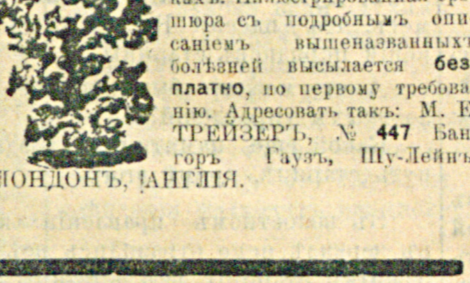 шюра съ подробнымъ опи
саніемъ вышеназванныхъ
болѣзней высылается без
платно, по первому требова
нію. Адресовать такъ: М. К
ТРЕЙЗЕРЪ, № 447 Бан
горъ Гаузъ, Шу-Лейнъ
ЛОНДОНЪ, АНГЛІЯ.